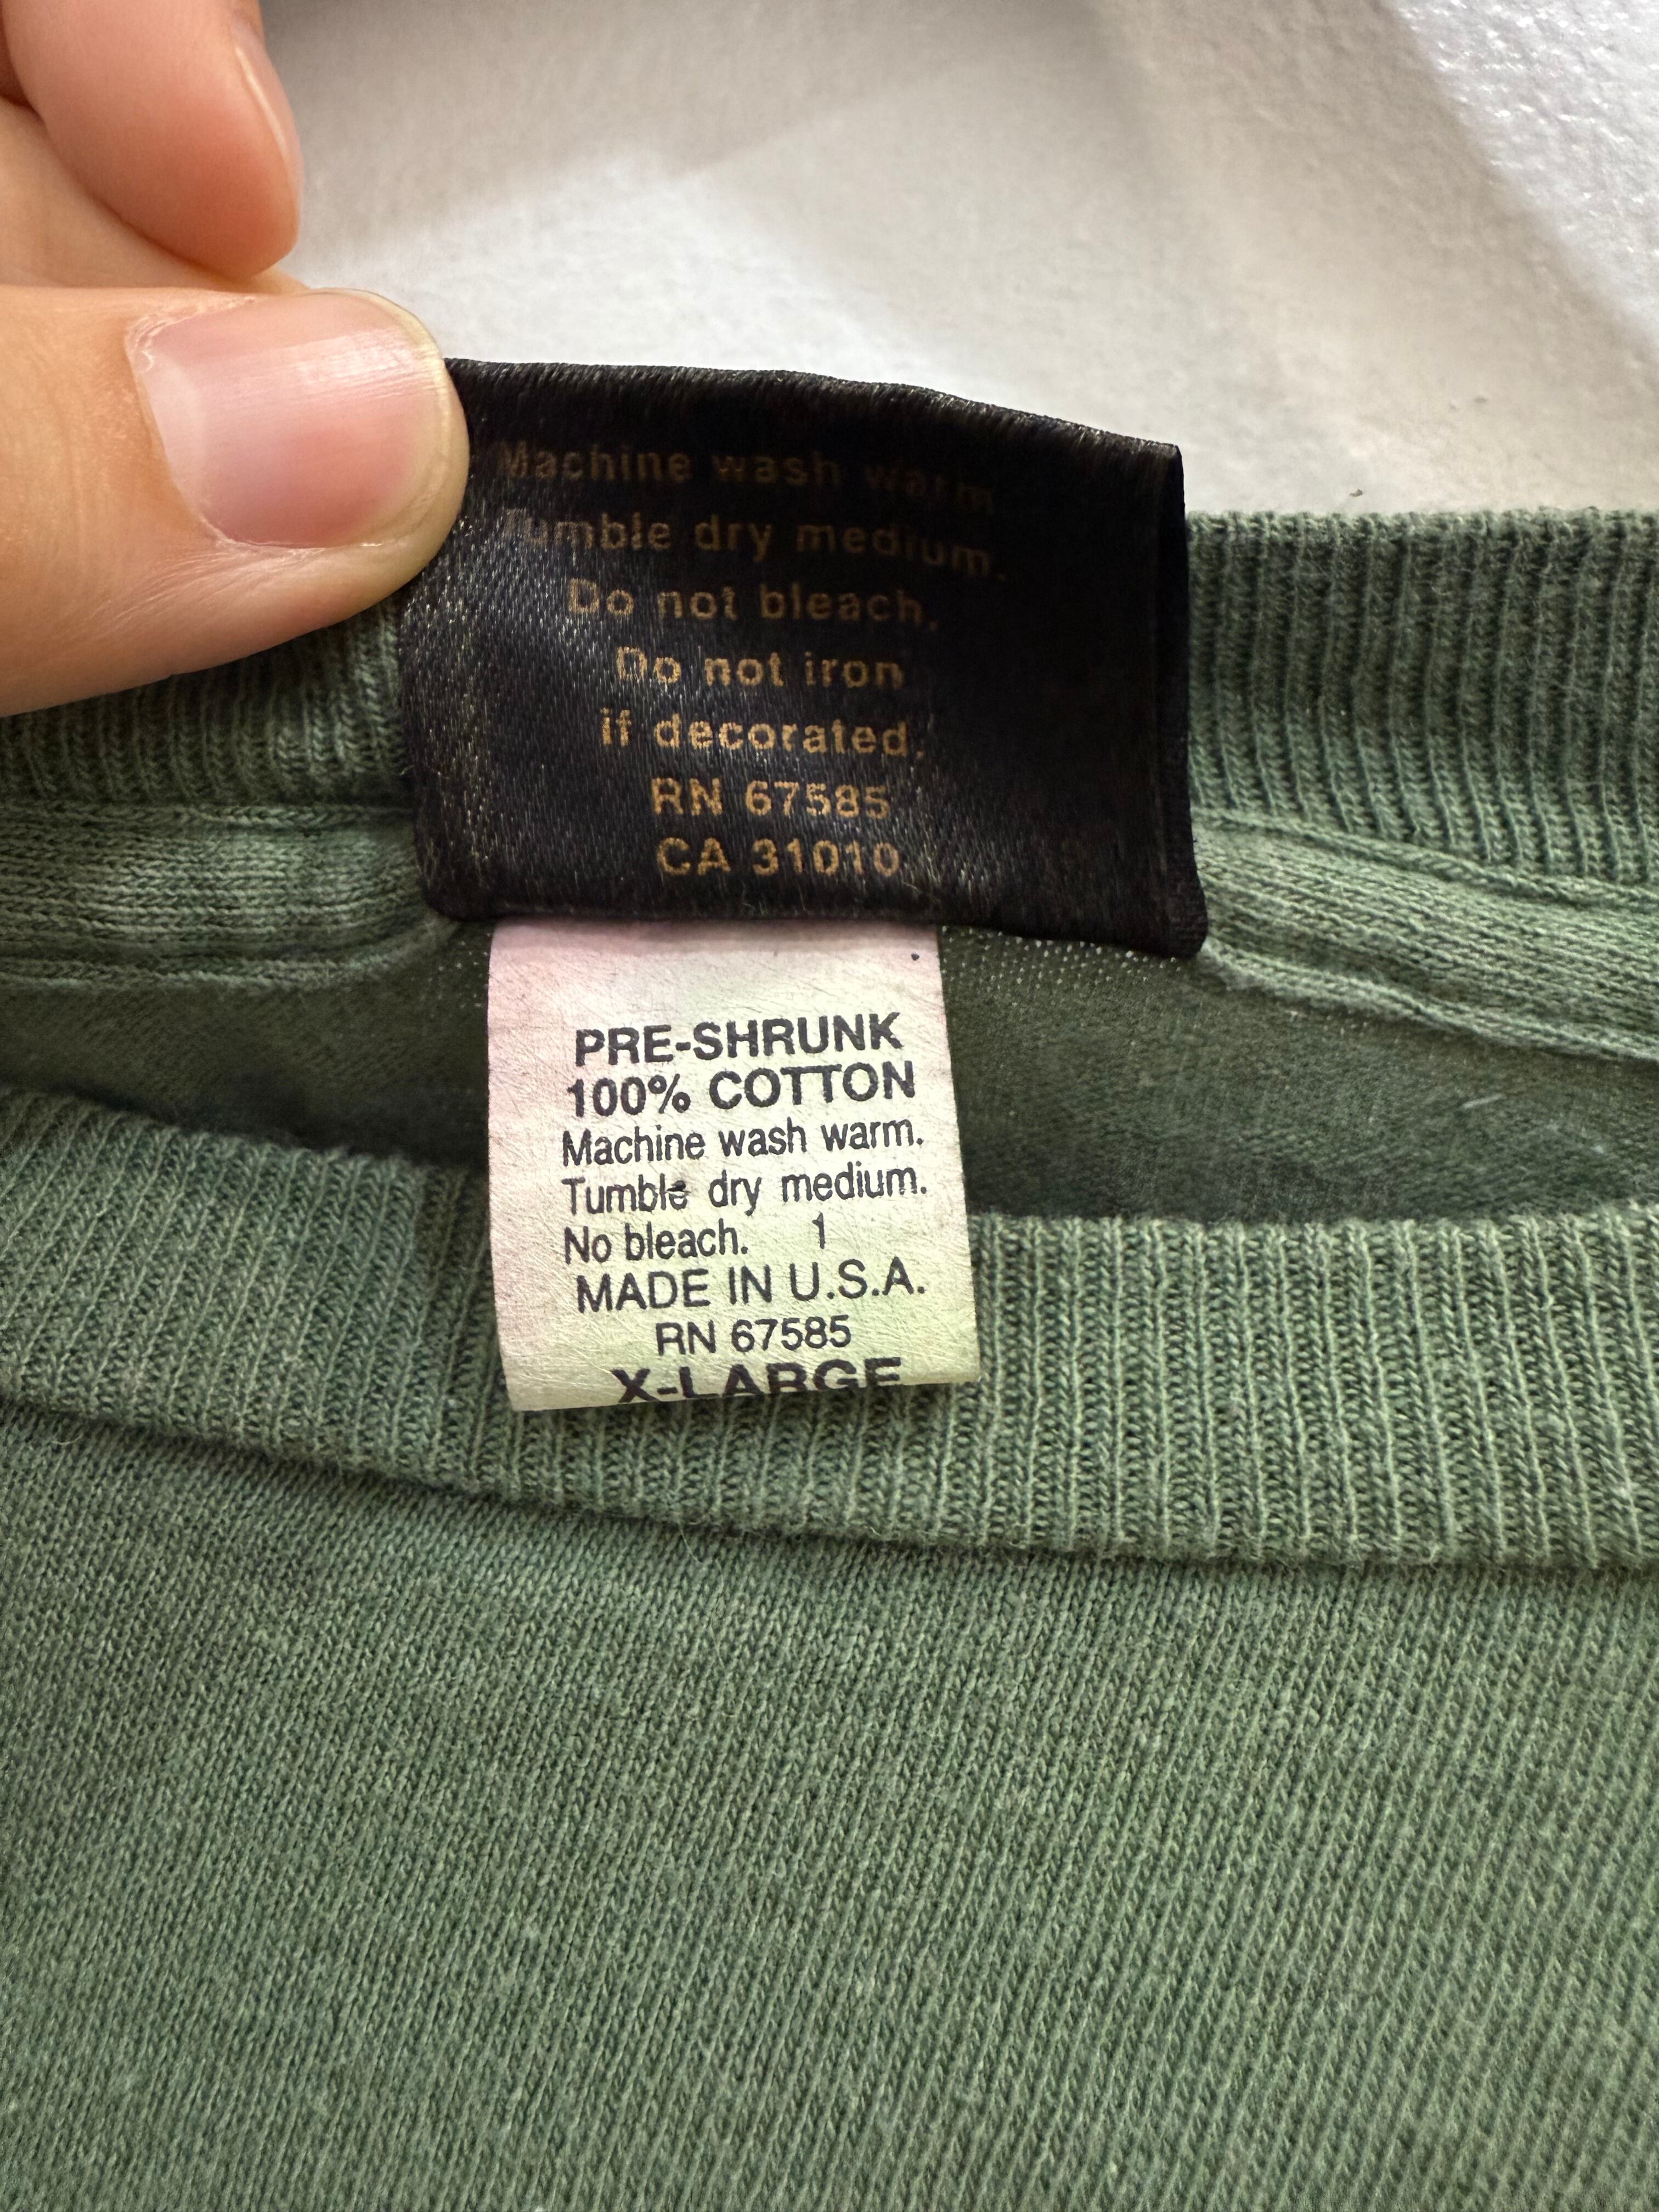 Machine wash warm
Tumble dry medium.
Do not bleach.
Do not iron
if decorated.
RN 67585
CA 31010
PRE-SHRUNK
100% COTTON
Machine wash warm.
Tumble dry medium.
No bleach. 1
MADE IN U.S.A.
RN 67585
X-LARGE